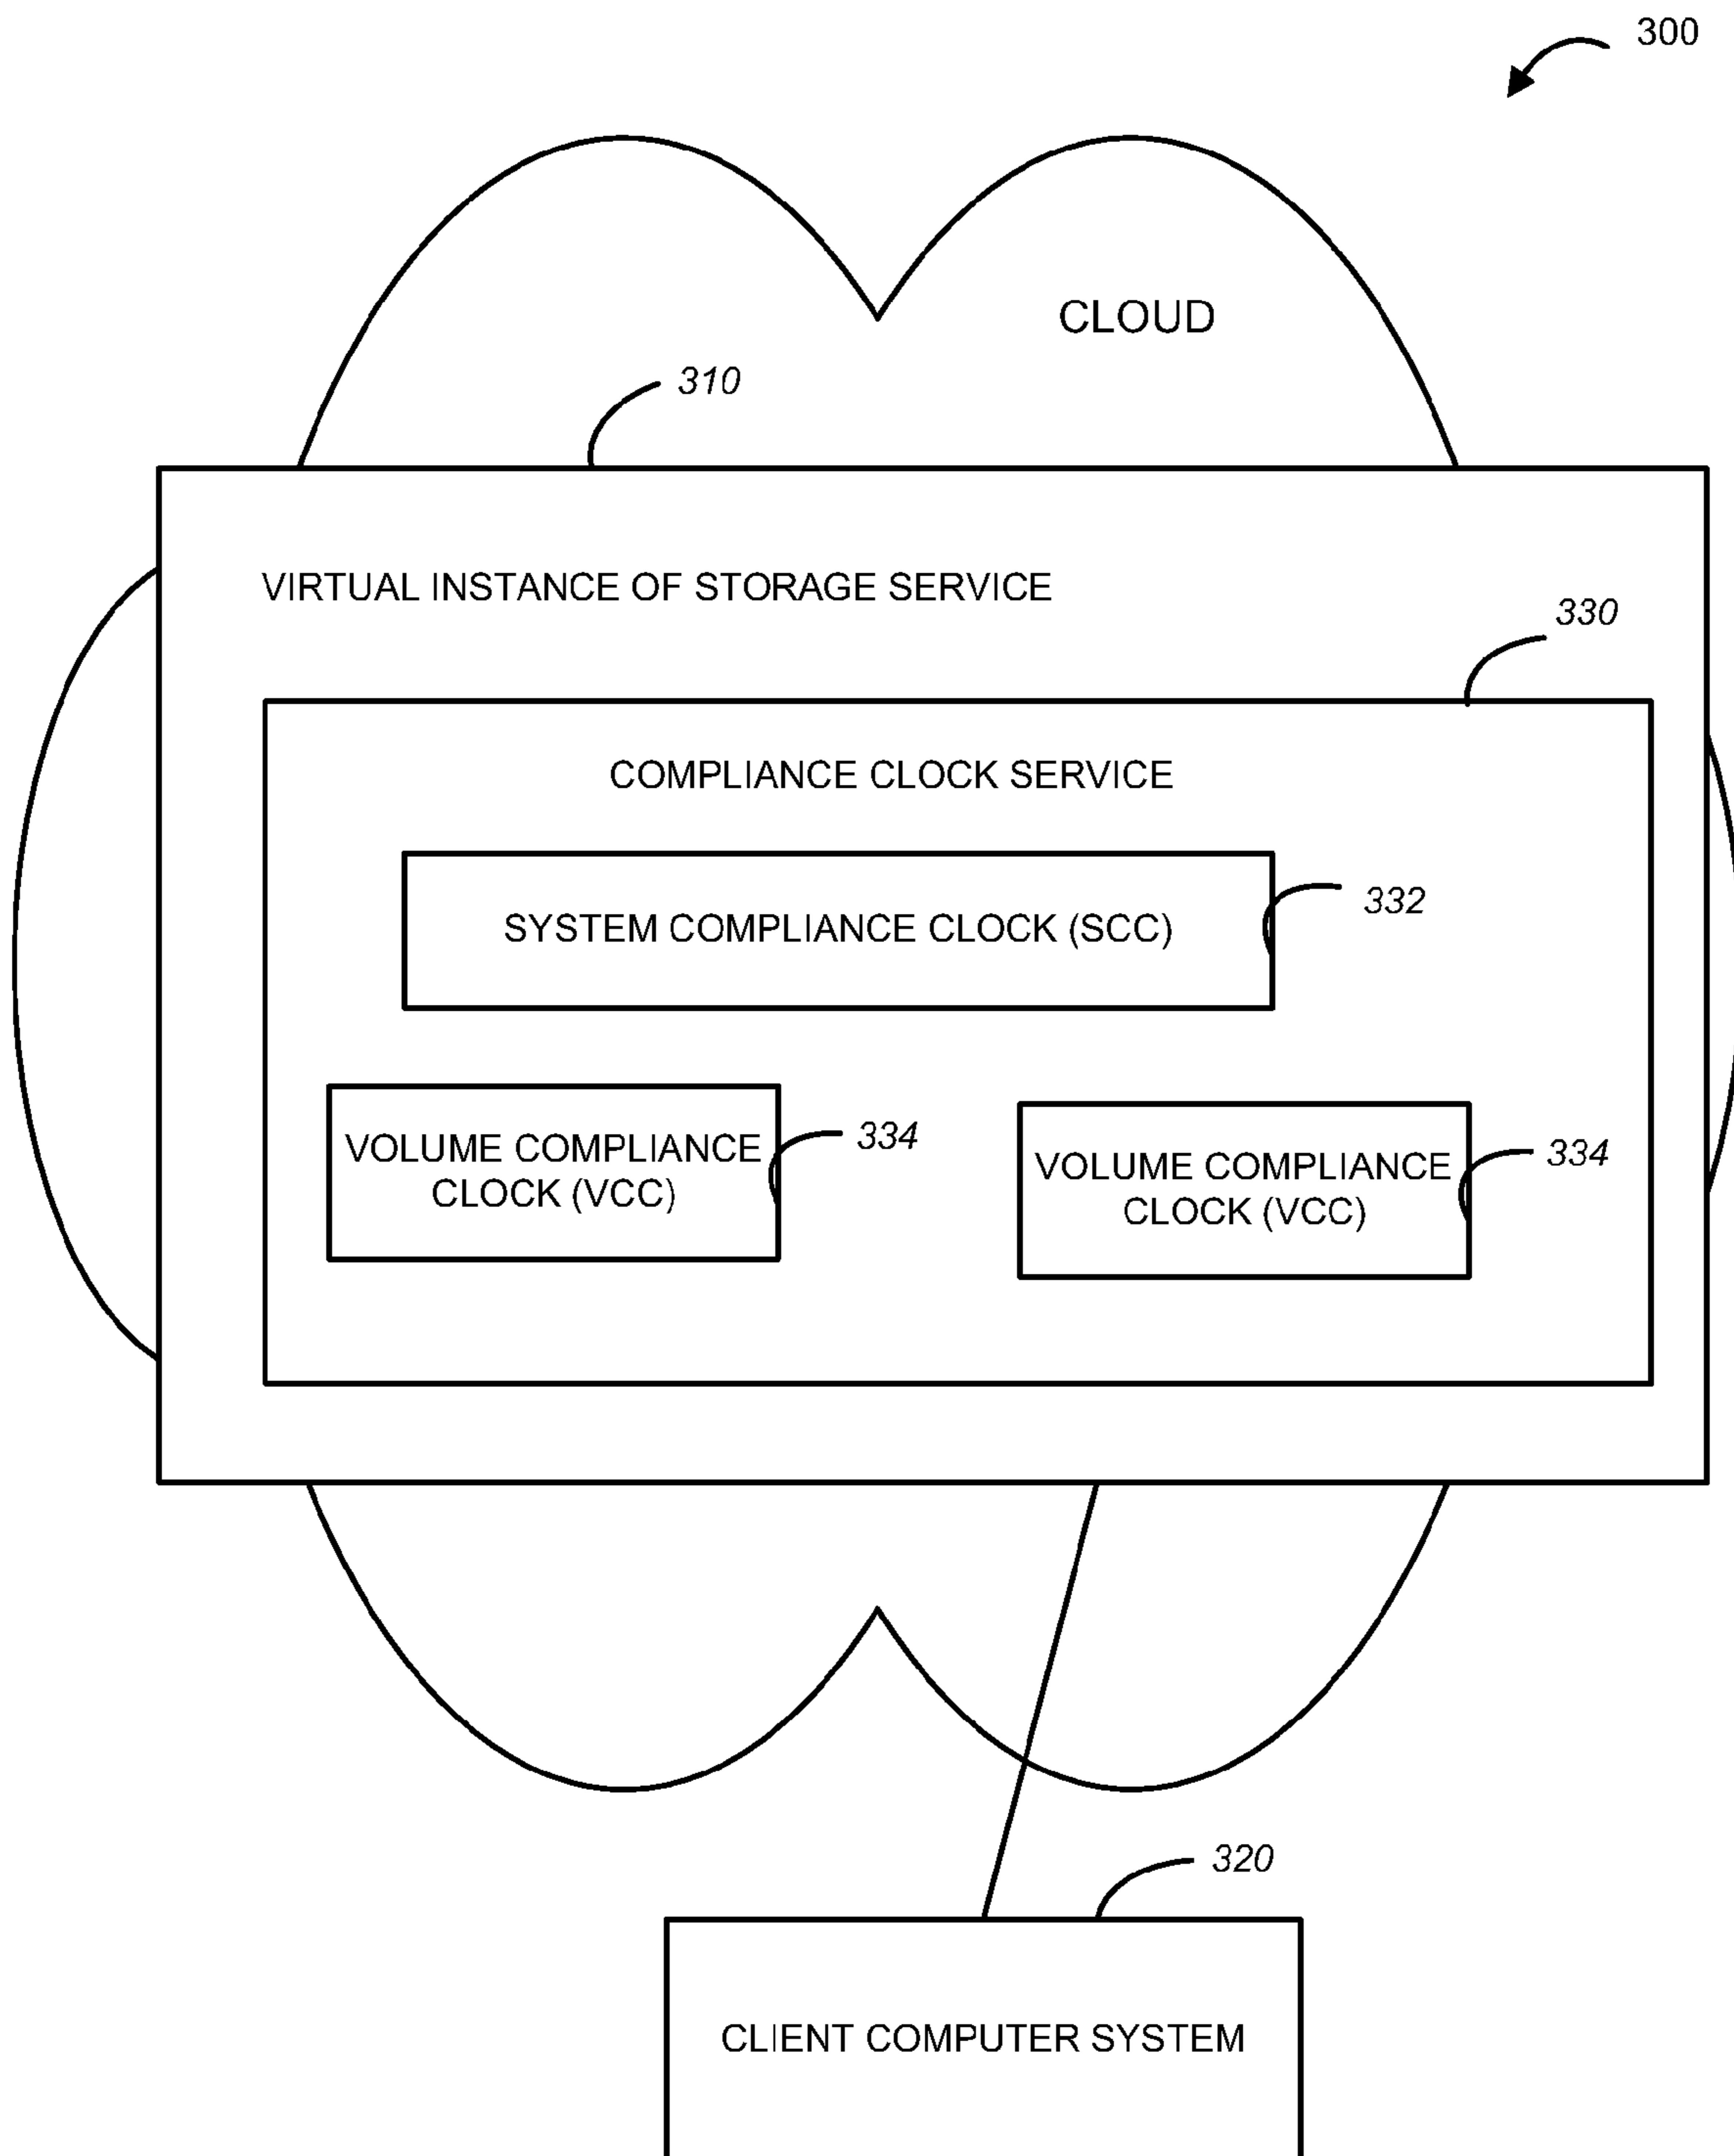 300
CLOUD
310
VIRTUAL INSTANCE OF STORAGE SERVICE
330
COMPLIANCE CLOCK SERVICE
SYSTEM COMPLIANCE CLOCK (SCC)
332
VOLUME COMPLIANCE
CLOCK (VCC)
334
VOLUME COMPLIANCE
CLOCK (VCC)
334
320
CLIENT COMPUTER SYSTEM